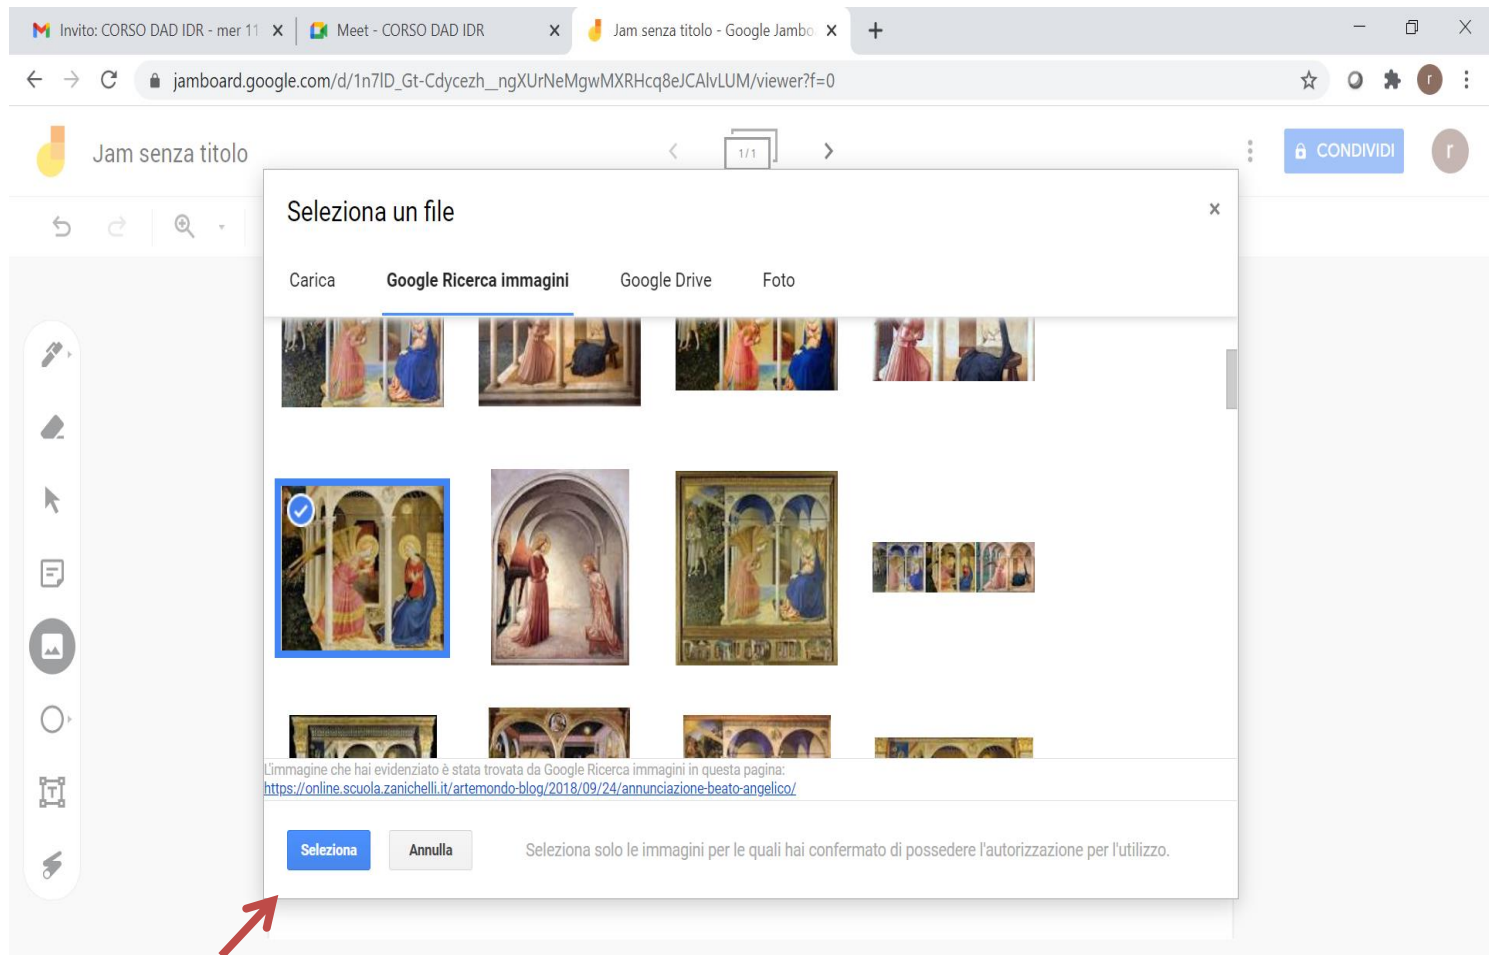 Invito: CORSO DAD IDR - mer 11
Meet - CORSO DAD IDR
Jam senza titolo - Google Jambo
jamboard.google.com/d/1n7lD_Gt-Cdycezh__ngXUrNeMgwMXRHcq8eJCAlvLUM/viewer?f=0
r
Jam senza titolo
1/1
CONDIVIDI
r
Seleziona un file
Carica
Google Ricerca immagini
Google Drive
Foto
L'immagine che hai evidenziato è stata trovata da Google Ricerca immagini in questa pagina:
https://online.scuola.zanichelli.it/artemondo-blog/2018/09/24/annunciazione-beato-angelico/
Seleziona
Annulla
Seleziona solo le immagini per le quali hai confermato di possedere l'autorizzazione per l'utilizzo.